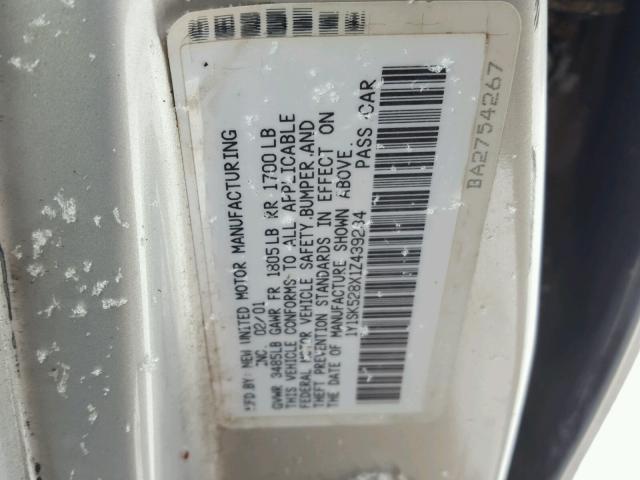 MFD BY: NEW UNITED MOTOR MANUFACTURING
INC 02/01
GVWR 3485LB GAWR FR 1805LB RR 1700LB
THIS VEHICLE CONFORMS TO ALL APPLICABLE
FEDERAL MOTOR VEHICLE SAFETY,BUMPER,AND
THEFT PREVENTION STANDARDS IN EFFECT ON
THE DATE OF MANUFACTURE SHOWN ABOVE.
1Y1SK528X1Z439234 PASS CAR
BA2754267